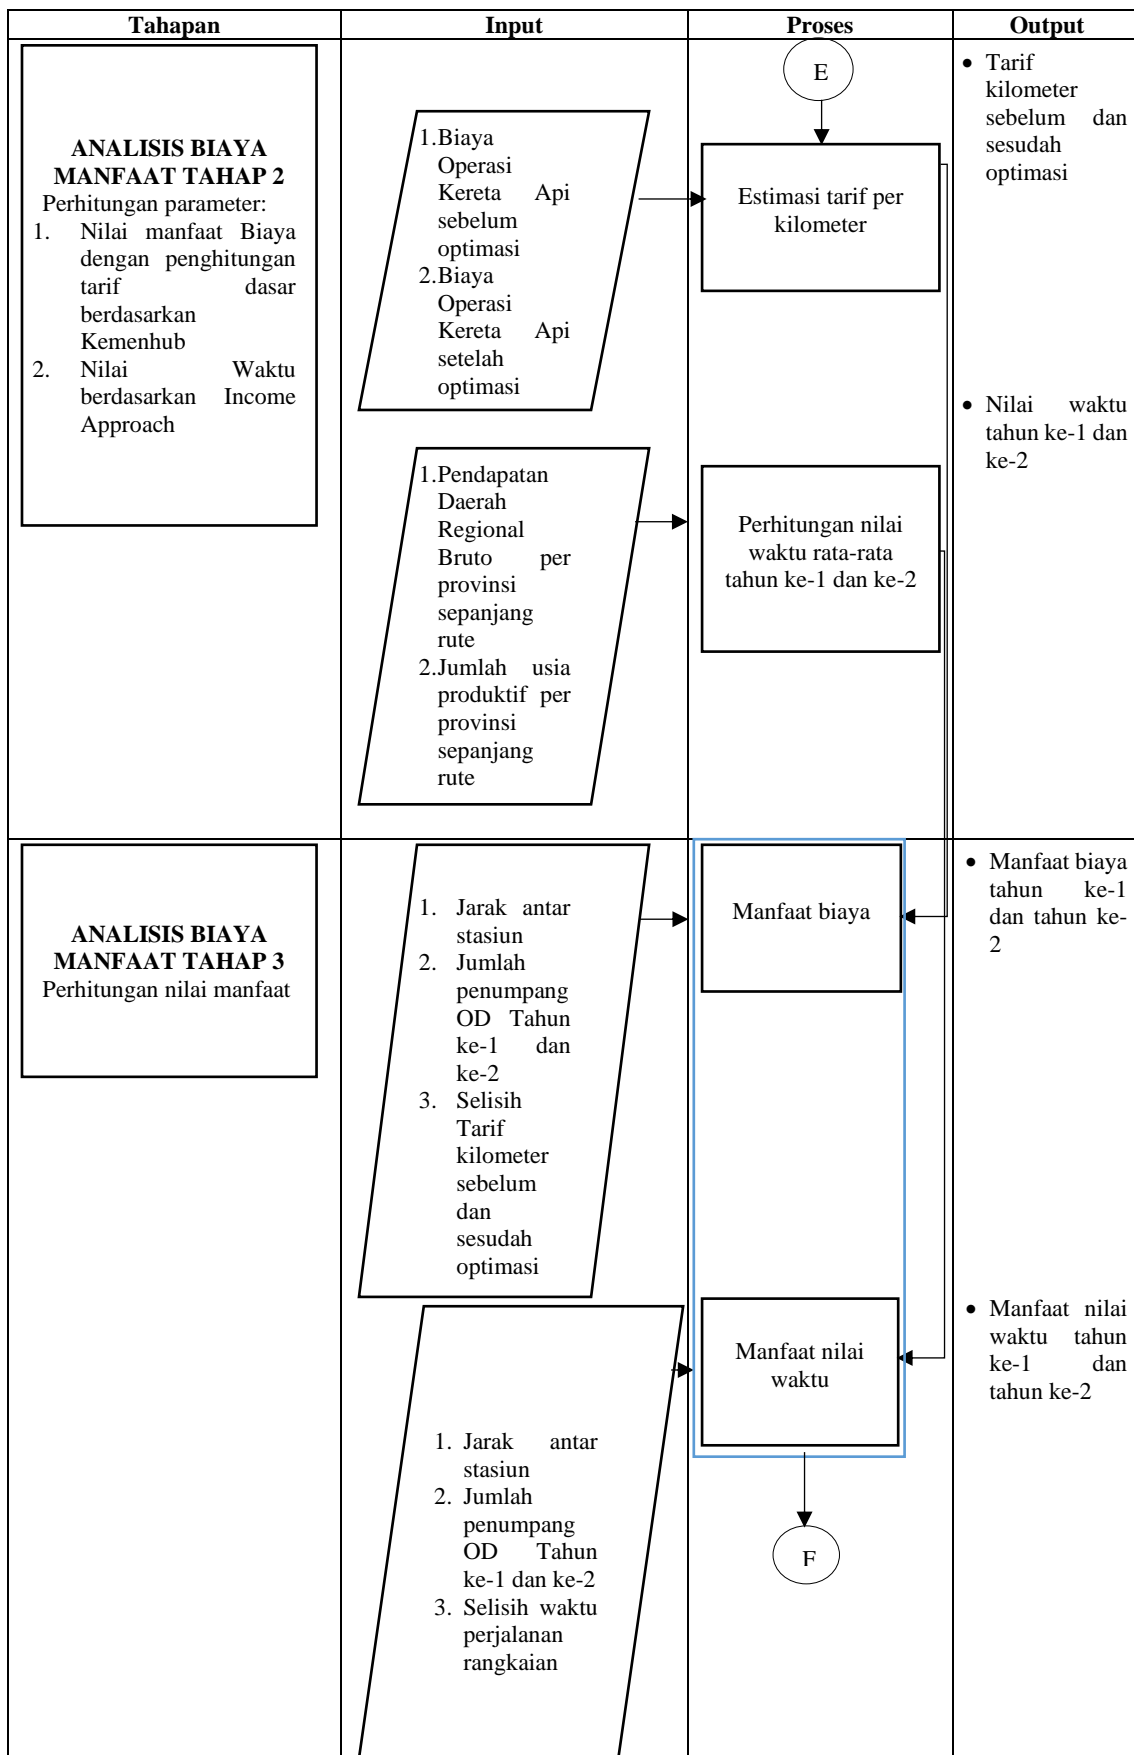 Tahapan
Input
Proses
Output
ANALISIS BIAYA
MANFAAT TAHAP 2
Perhitungan parameter:
1. Nilai manfaat Biaya
dengan penghitungan
tarif dasar
berdasarkan
Kemenhub
2. Nilai Waktu
berdasarkan Income
Approach
1.Biaya
Operasi
Kereta Api
sebelum
optimasi
2.Biaya
Operasi
Kereta Api
setelah
optimasi
1.Pendapatan
Daerah
Regional
Bruto per
provinsi
sepanjang
rute
2.Jumlah usia
produktif per
provinsi
sepanjang
rute
E
Estimasi tarif per
kilometer
Perhitungan nilai
waktu rata-rata
tahun ke-1 dan ke-2
• Tarif
kilometer
sebelum dan
sesudah
optimasi
• Nilai waktu
tahun ke-1 dan
ke-2
ANALISIS BIAYA
MANFAAT TAHAP 3
Perhitungan nilai manfaat
1. Jarak antar
stasiun
2. Jumlah
penumpang
OD Tahun
ke-1 dan
ke-2
3. Selisih
Tarif
kilometer
sebelum
dan
sesudah
optimasi
1. Jarak antar
stasiun
2. Jumlah
penumpang
OD Tahun
ke-1 dan ke-2
3. Selisih waktu
perjalanan
rangkaian
Manfaat biaya
Manfaat nilai
waktu
F
• Manfaat biaya
tahun ke-1
dan tahun ke-
2
• Manfaat nilai
waktu tahun
ke-1 dan
tahun ke-2